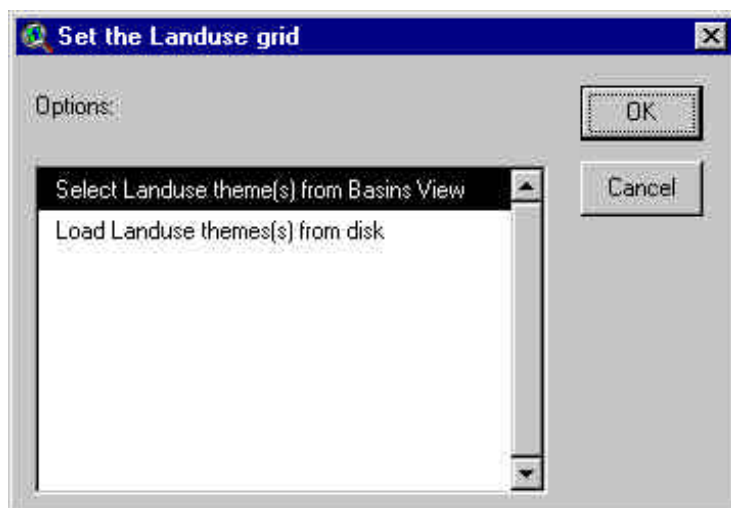 Set the Landuse grid
Options:
OK
Select Landuse theme(s) from Basins View
Cancel
Load Landuse themes(s) from disk